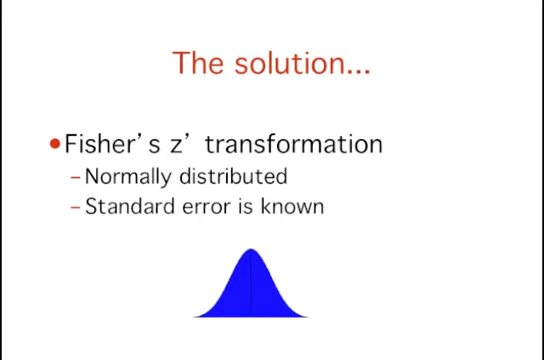 The solution...
•Fisher's z' transformation
–Normally distributed
–Standard error is known